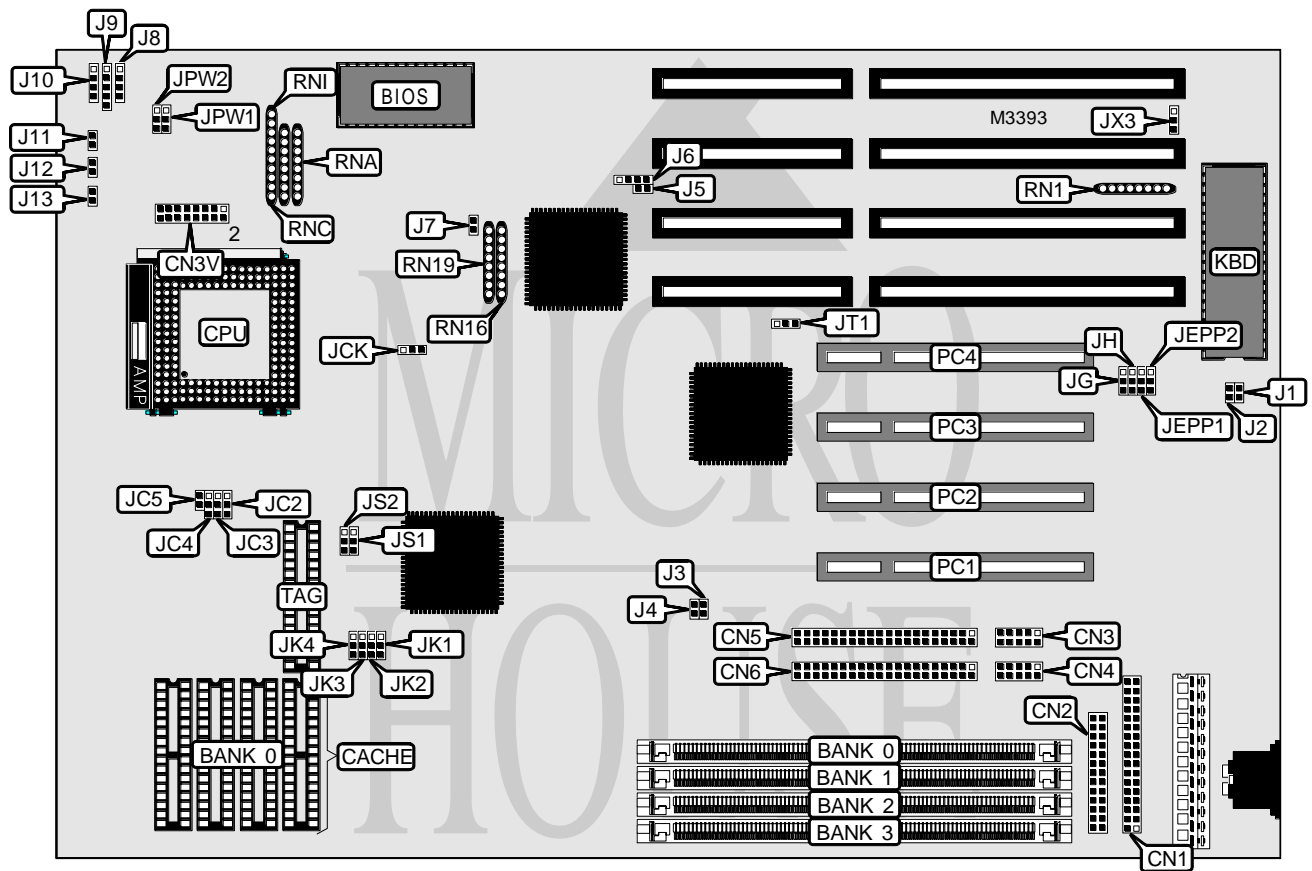 J9
J8
J10
JPW2
RNI
BIOS
JPW1
M3393
JX3
J11
J12
RNA
J6
J5
RN1
J13
RNC
J7
2
CN3V
RN19
KBD
CPU
RN16
JT1
JCK
JH
JEPP2
PC4
JG
J1
AMP
JEPP1
J2
PC3
JC5
JC2
JS2
PC2
JC4
JC3
JS1
PC1
J3
TAG
J4
CN5
CN3
JK4
JK1
CN6
CN4
JK3
JK2
CN2
BANK 0
CACHE
BANK 0
BANK 1
BANK 2
BANK 3
CN1
MICRO
HOUSE